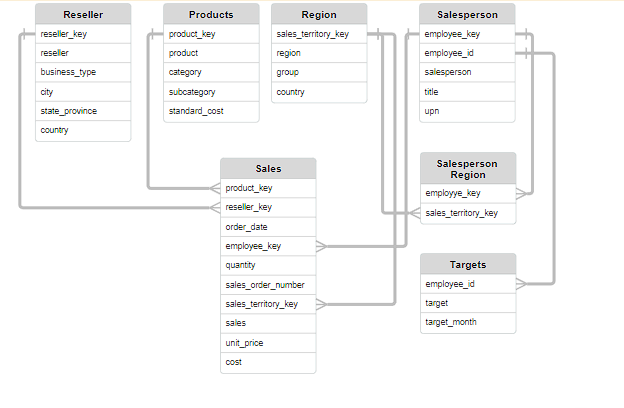 Reseller
reseller_key
reseller
business_type
city
state_province
country
Products
product_key
product
category
subcategory
standard_cost
Region
sales_territory_key
region
group
country
Salesperson
employee_key
employee_id
salesperson
title
upn
Sales
product_key
reseller_key
order_date
employee_key
quantity
sales_order_number
sales_territory_key
sales
unit_price
cost
Salesperson
Region
employye_key
sales_territory_key
Targets
employee_id
target
target_month